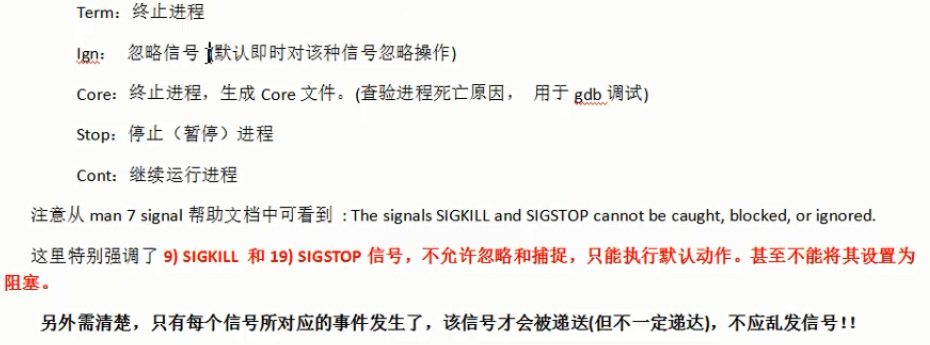 Term：终止进程
Ign： 忽略信号 (默认即时对该种信号忽略操作)
Core：终止进程，生成 Core 文件。(查验进程死亡原因， 用于 gdb 调试)
Stop：停止（暂停）进程
Cont：继续运行进程
注意从 man 7 signal 帮助文档中可看到 : The signals SIGKILL and SIGSTOP cannot be caught, blocked, or ignored.
这里特别强调了 9) SIGKILL 和 19) SIGSTOP 信号，不允许忽略和捕捉，只能执行默认动作。甚至不能将其设置为
阻塞。
另外需清楚，只有每个信号所对应的事件发生了，该信号才会被递送(但不一定递达)，不应乱发信号!!